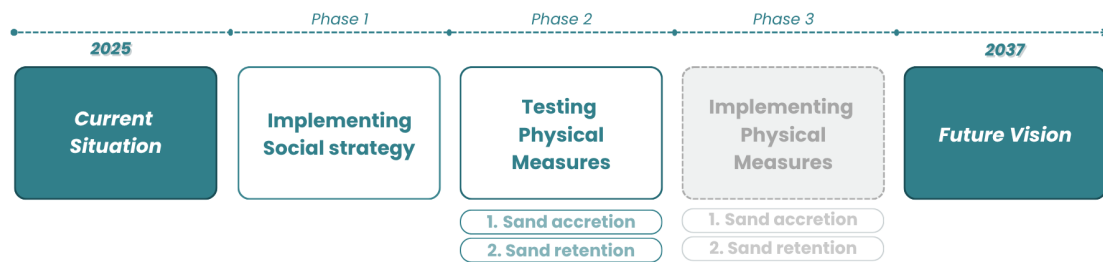 Phase 1
Phase 2
Phase 3
2025
2037
Current
Situation
Implementing
Social strategy
Testing
Physical
Measures
Implementing
Physical
Measures
Future Vision
1. Sand accretion
2. Sand retention
1. Sand accretion
2. Sand retention